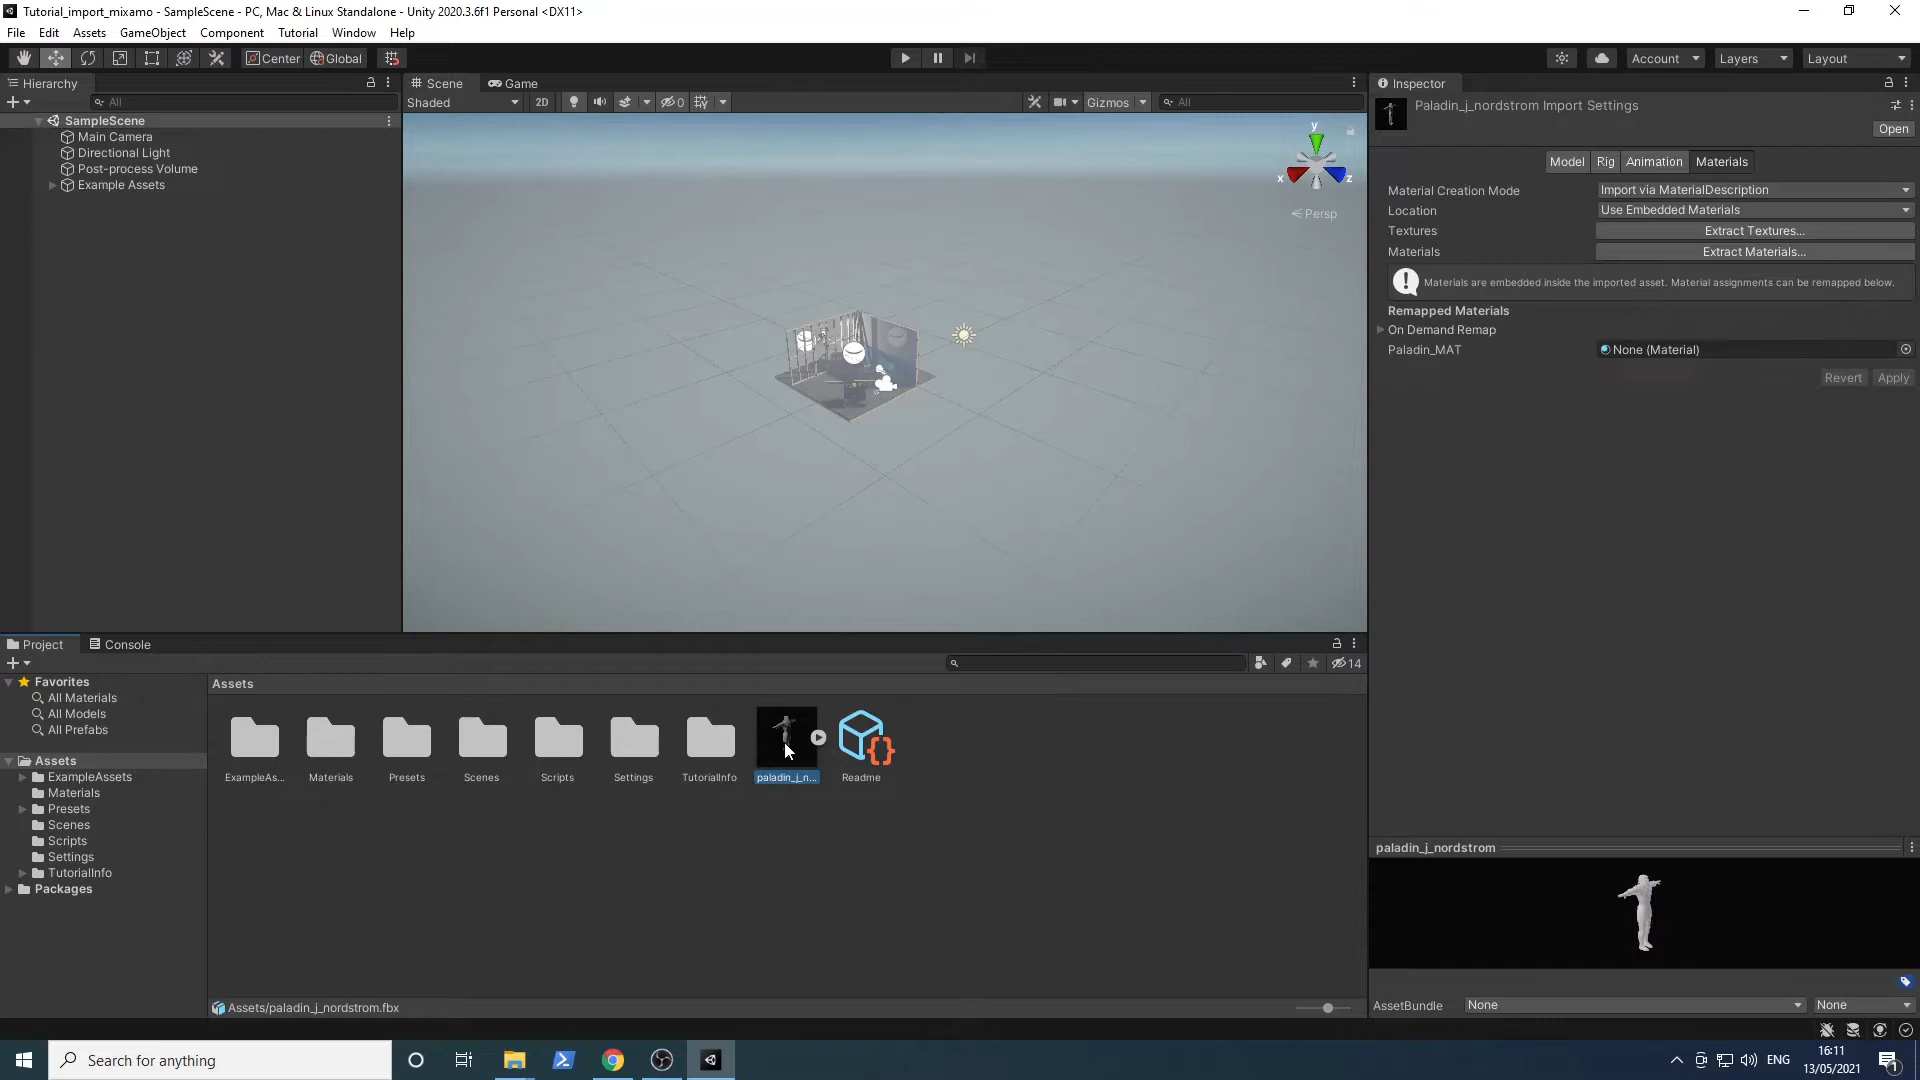 Tutorial_import_mixamo - SampleScene - PC, Mac & Linux Standalone - Unity 2020.3.6f1 Personal <DX11>
File Edit Assets GameObject Component Tutorial Window Help
Center Global Account Layers Layout
Hierarchy
All
SampleScene
Main Camera
Directional Light
Post-process Volume
Example Assets
Scene Game
Shaded 2D 0 Gizmos All
y
x z
Persp
Inspector
Paladin_j_nordstrom Import Settings
Open
Model Rig Animation Materials
Material Creation Mode Import via MaterialDescription
Location Use Embedded Materials
Textures Extract Textures...
Materials Extract Materials...
Materials are embedded inside the imported asset. Material assignments can be remapped below.
Remapped Materials
On Demand Remap
Paladin_MAT None (Material)
Revert Apply
Project Console
14
Favorites
All Materials
All Models
All Prefabs
Assets
ExampleAssets
Materials
Presets
Scenes
Scripts
Settings
TutorialInfo
Packages
Assets
ExampleAs... Materials Presets Scenes Scripts Settings TutorialInfo paladin_j_n... Readme
Assets/paladin_j_nordstrom.fbx
paladin_j_nordstrom
AssetBundle None None
Search for anything
ENG
16:11
13/05/2021
1